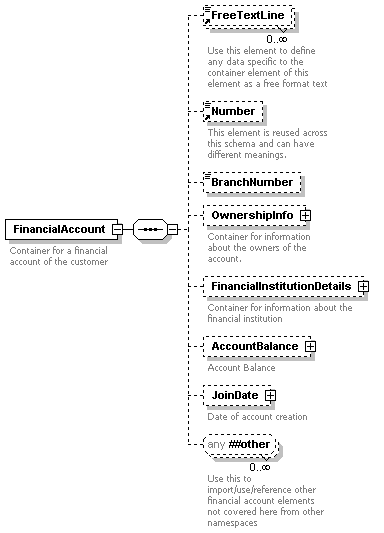 FreeTextLine
0..∞
Use this element to define
any data specific to the
container element of this
element as a free format text
Number
This element is reused across
this schema and can have
different meanings.
BranchNumber
OwnershipInfo
Container for information
about the owners of the
account.
FinancialAccount
Container for a financial
account of the customer
FinancialInstitutionDetails
Container for information about the
financial institution
AccountBalance
Account Balance
JoinDate
Date of account creation
any ##other
0..∞
Use this to
import/use/reference other
financial account elements
not covered here from other
namespaces